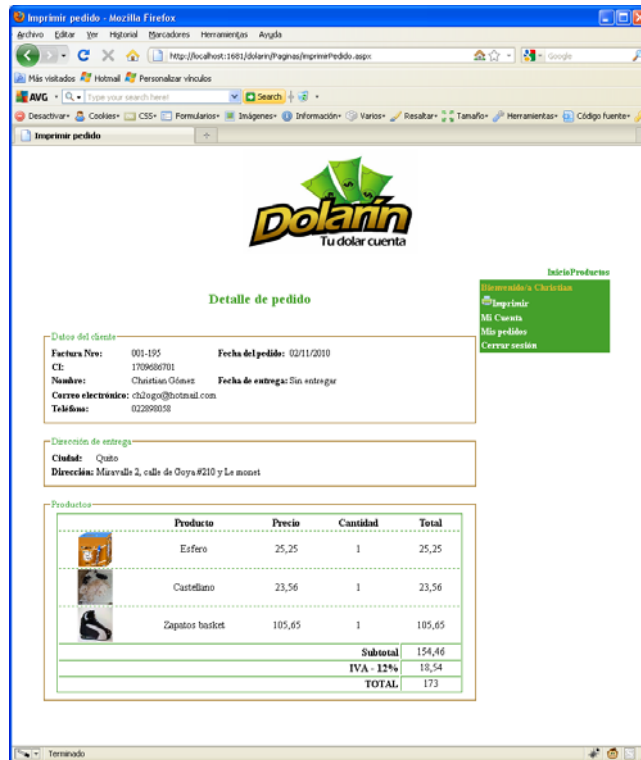 Imprimir pedido - Mozilla Firefox
Archivo Editar Ver Historial Marcadores Herramientas Ayuda
http://localhost:1681/dolarin/Paginas/ImprimirPedido.aspx
Google
Más visitados Hotmail Personalizar vínculos
AVG Type your search here! Search
Desactivar Cookies CSS Formularios Imágenes Información Varios Resaltar Tamaño Herramientas Código fuente
Imprimir pedido
Dolarín
Tu dolar cuenta
InicioProductos
Bienvenido/a Christian
Imprimir
Mi Cuenta
Mis pedidos
Cerrar sesión
Detalle de pedido
Datos del cliente
Factura Nro: 001-195 Fecha del pedido: 02/11/2010
CI: 1709686701
Nombre: Christian Gómez Fecha de entrega: Sin entregar
Correo electrónico: ch2ogo@hotmail.com
Teléfono: 022898058
Dirección de entrega
Ciudad: Quito
Dirección: Miravalle 2, calle de Goya #210 y Le monet
Productos
Producto Precio Cantidad Total
Esfero 25,25 1 25,25
Castellano 23,56 1 23,56
Zapatos basket 105,65 1 105,65
Subtotal 154,46
IVA - 12% 18,54
TOTAL 173
Terminado